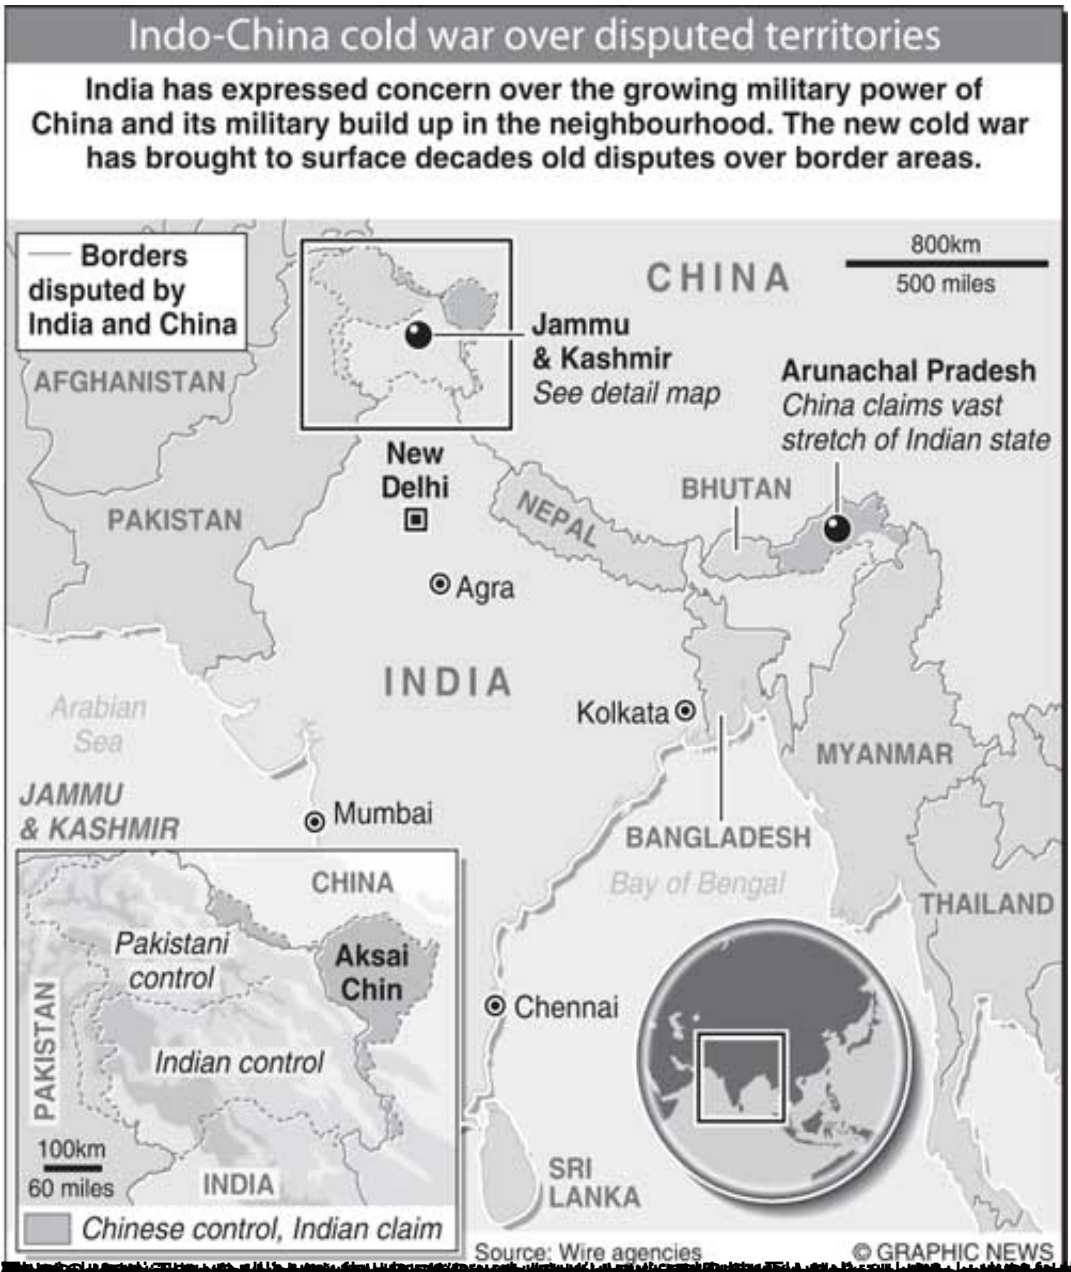 Indo-China cold war over disputed territories
India has expressed concern over the growing military power of
China and its military build up in the neighbourhood. The new cold war
has brought to surface decades old disputes over border areas.
Borders
disputed by
India and China
800km
500 miles
CHINA
Jammu
& Kashmir
See detail map
Arunachal Pradesh
China claims vast
stretch of Indian state
AFGHANISTAN
New
Delhi
PAKISTAN
NEPAL
BHUTAN
Agra
INDIA
Kolkata
Arabian
Sea
MYANMAR
Mumbai
BANGLADESH
Bay of Bengal
THAILAND
Chennai
SRI
LANKA
JAMMU
& KASHMIR
CHINA
Pakistani
control
Aksai
Chin
PAKISTAN
Indian control
100km
60 miles
INDIA
Chinese control, Indian claim
Source: Wire agencies
© GRAPHIC NEWS